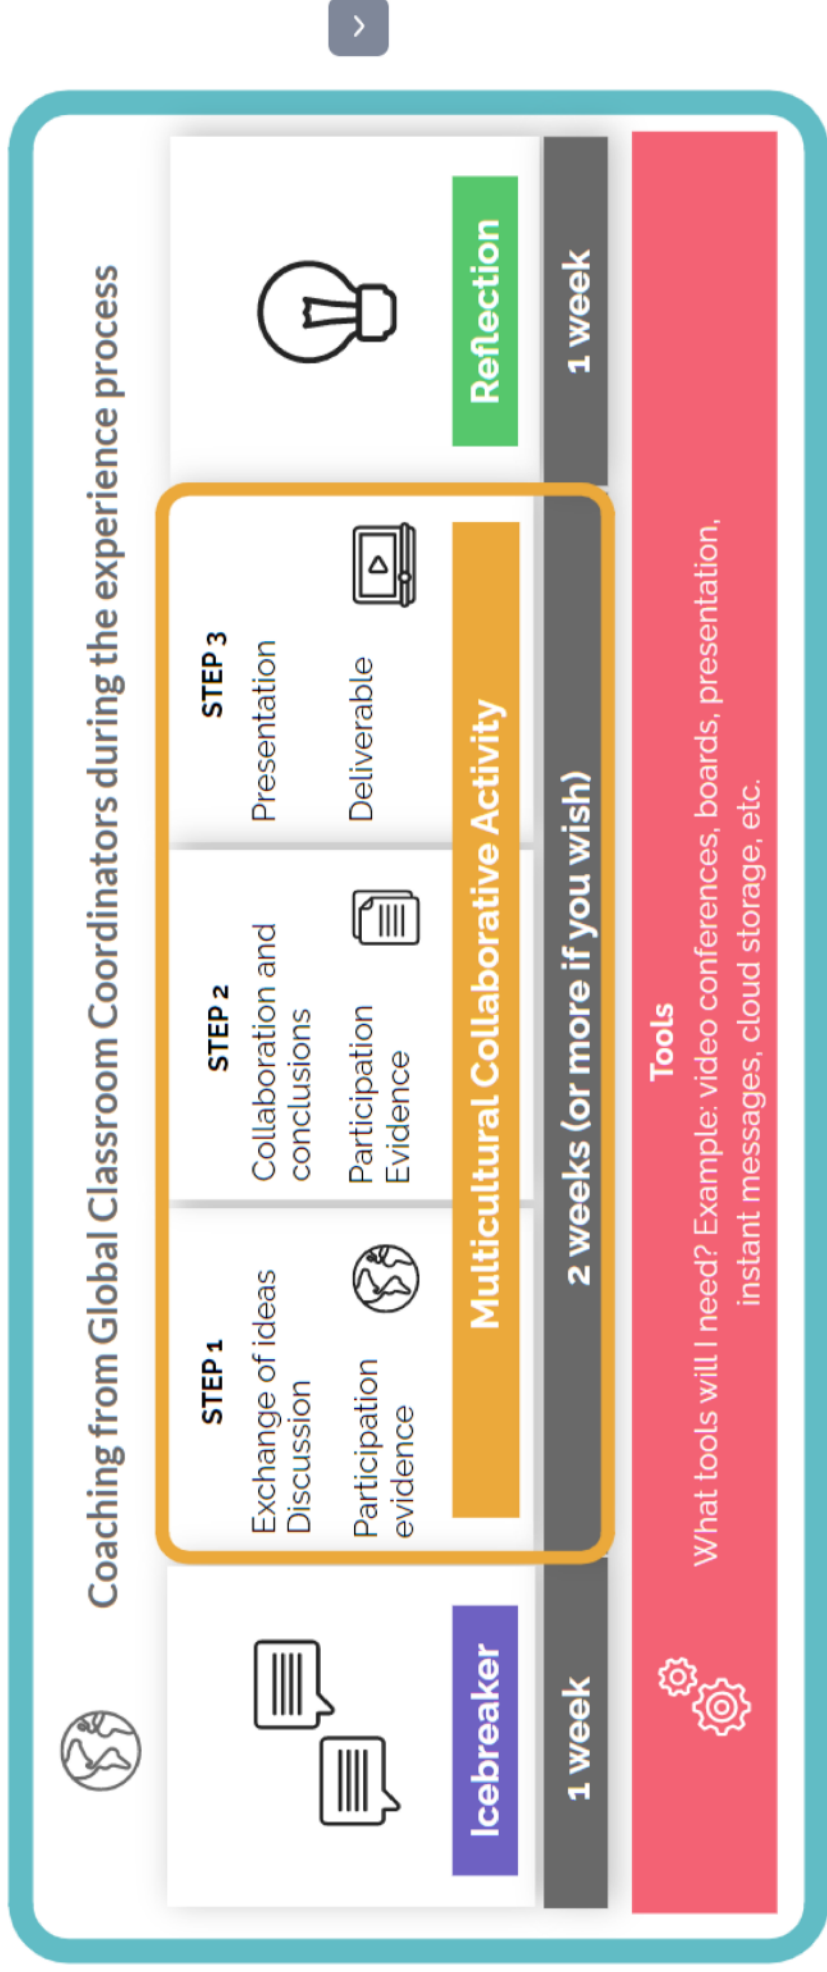 Coaching from Global Classroom Coordinators during the experience process
Icebreaker
1 week
STEP 1
Exchange of ideas
Discussion
Participation
evidence
STEP 2
Collaboration and
conclusions
Participation
Evidence
STEP 3
Presentation
Deliverable
Multicultural Collaborative Activity
2 weeks (or more if you wish)
Reflection
1 week
Tools
What tools will I need? Example: video conferences, boards, presentation,
instant messages, cloud storage, etc.